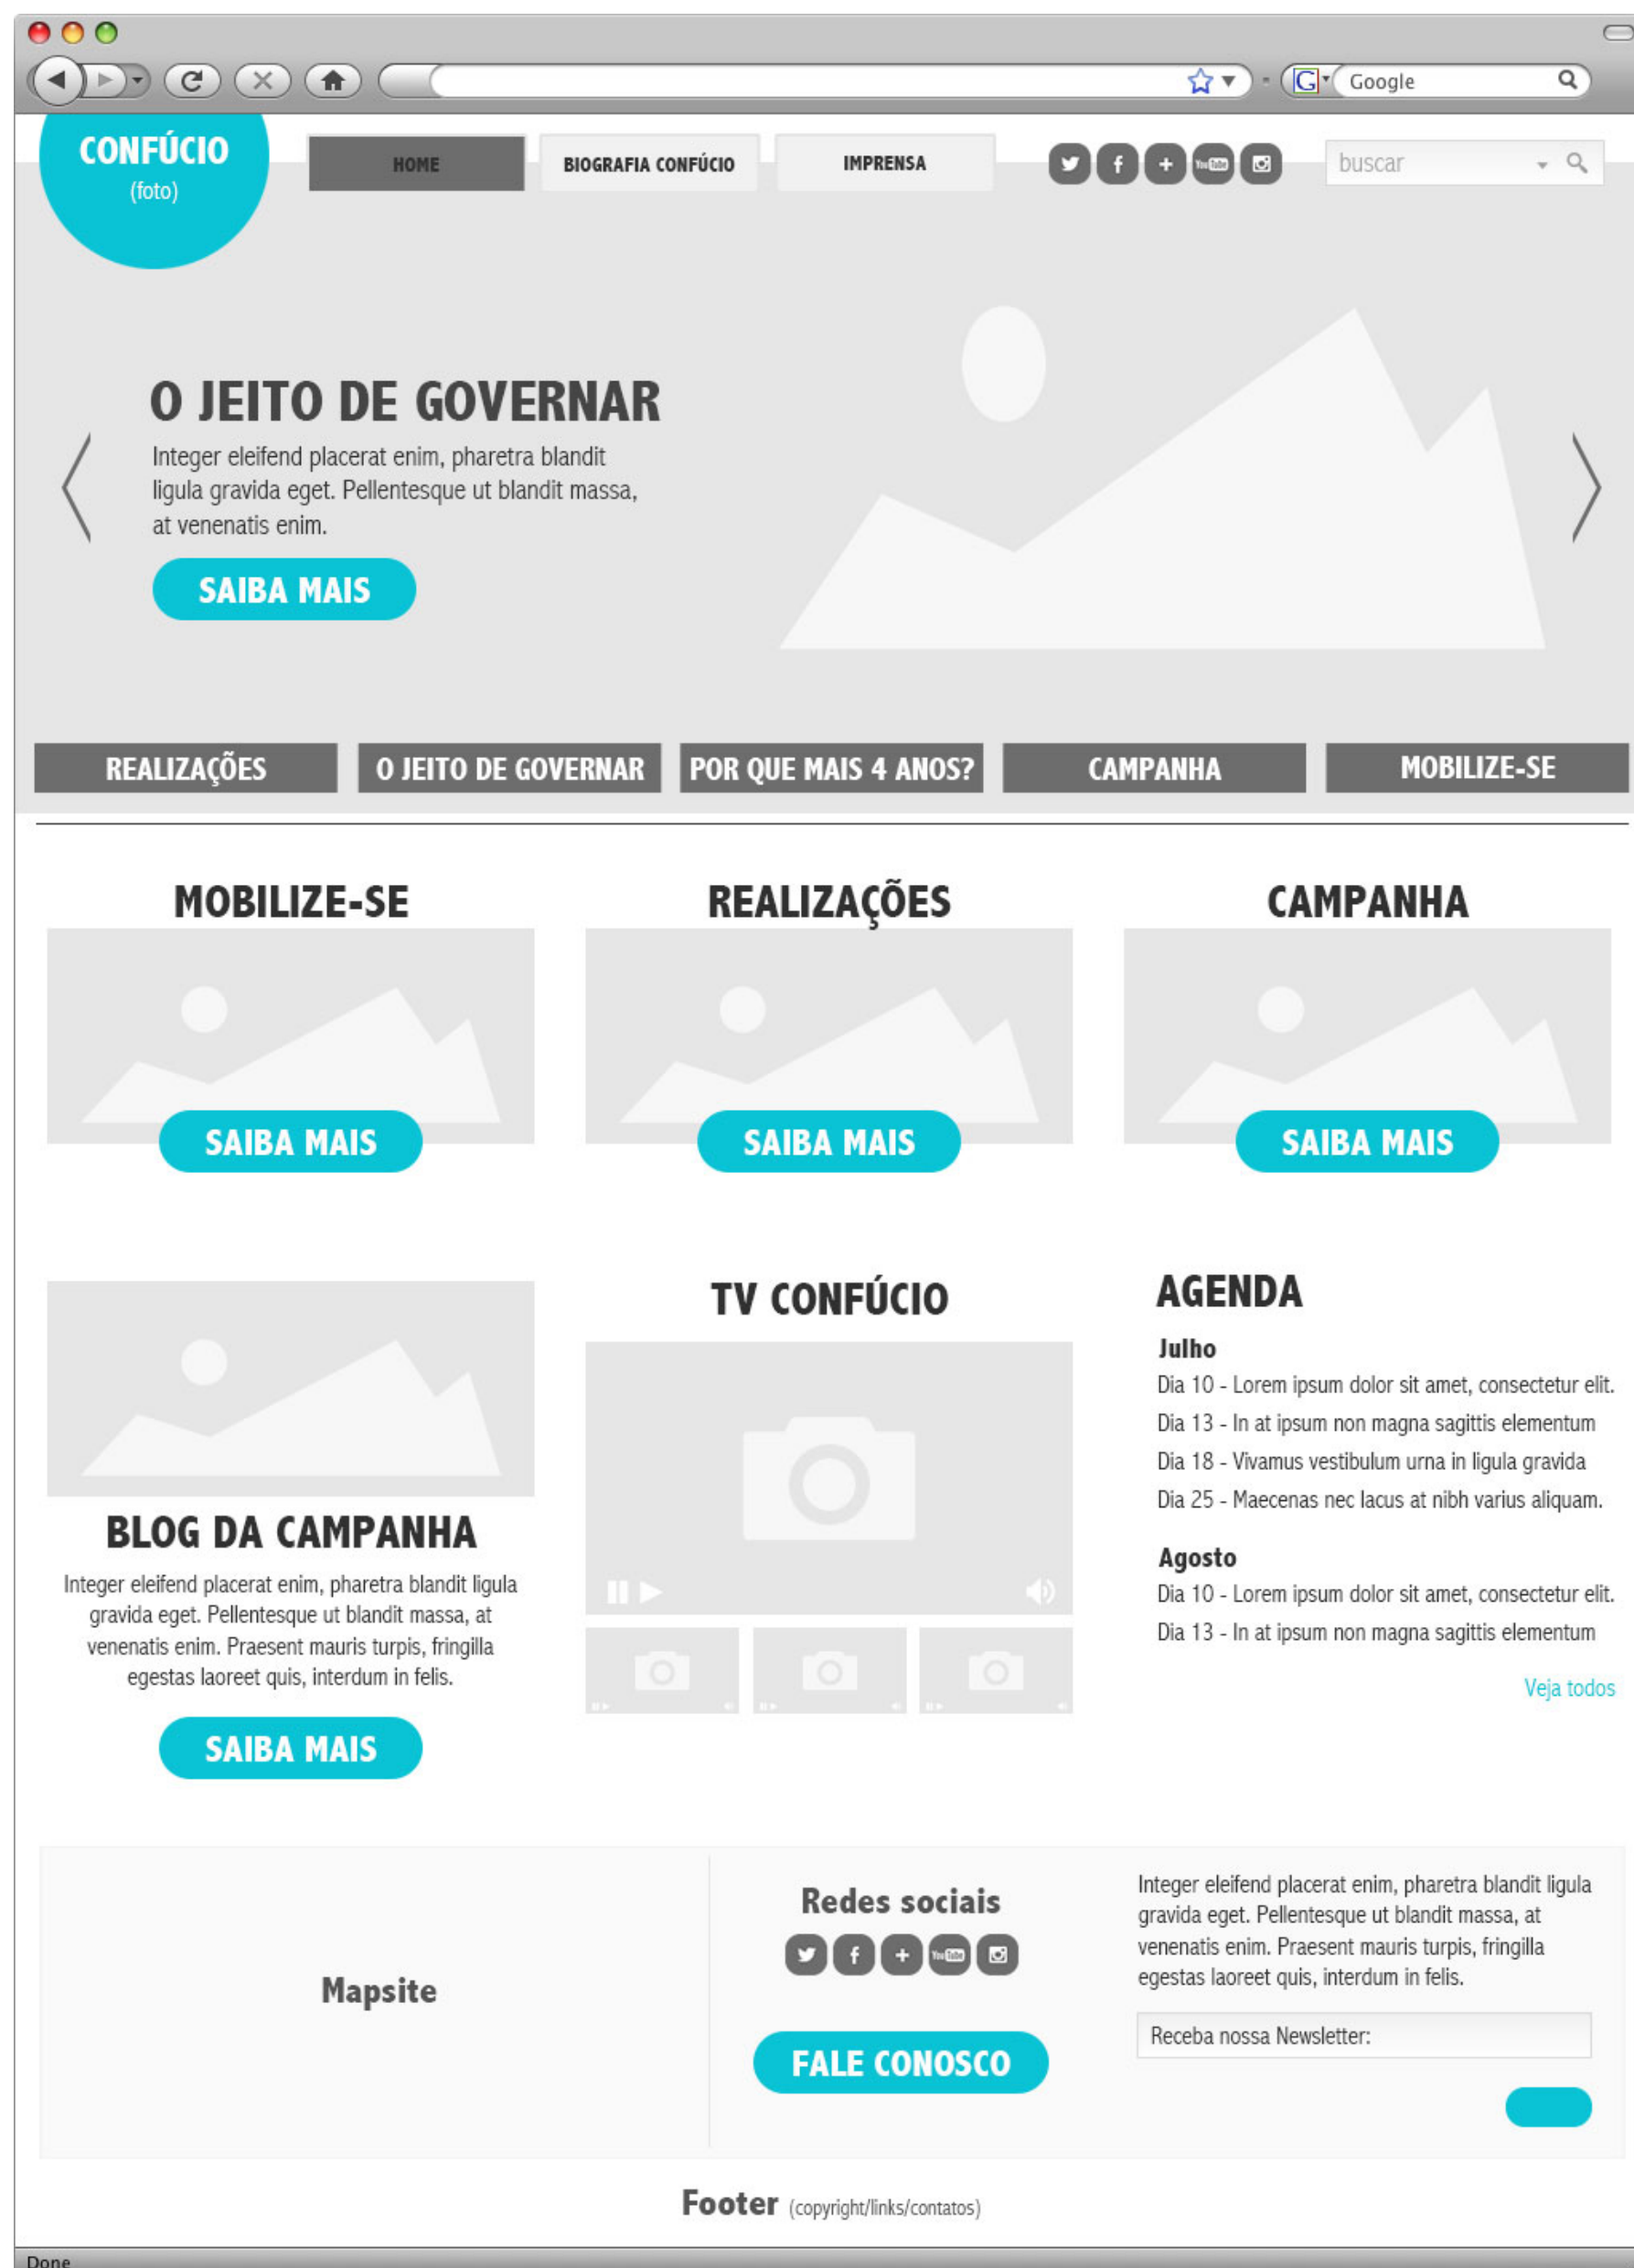 Google
CONFÚCIO
(foto)
HOME
BIOGRAFIA CONFÚCIO
IMPRENSA
You Tube
buscar
O JEITO DE GOVERNAR
Integer eleifend placerat enim, pharetra blandit
ligula gravida eget. Pellentesque ut blandit massa,
at venenatis enim.
SAIBA MAIS
REALIZAÇÕES
O JEITO DE GOVERNAR
POR QUE MAIS 4 ANOS?
CAMPANHA
MOBILIZE-SE
MOBILIZE-SE
REALIZAÇÕES
CAMPANHA
SAIBA MAIS
SAIBA MAIS
SAIBA MAIS
BLOG DA CAMPANHA
Integer eleifend placerat enim, pharetra blandit ligula
gravida eget. Pellentesque ut blandit massa, at
venenatis enim. Praesent mauris turpis, fringilla
egestas laoreet quis, interdum in felis.
SAIBA MAIS
TV CONFÚCIO
AGENDA
Julho
Dia 10 - Lorem ipsum dolor sit amet, consectetur elit.
Dia 13 - In at ipsum non magna sagittis elementum
Dia 18 - Vivamus vestibulum urna in ligula gravida
Dia 25 - Maecenas nec lacus at nibh varius aliquam.
Agosto
Dia 10 - Lorem ipsum dolor sit amet, consectetur elit.
Dia 13 - In at ipsum non magna sagittis elementum
Veja todos
Mapsite
Redes sociais
You Tube
FALE CONOSCO
Integer eleifend placerat enim, pharetra blandit ligula
gravida eget. Pellentesque ut blandit massa, at
venenatis enim. Praesent mauris turpis, fringilla
egestas laoreet quis, interdum in felis.
Receba nossa Newsletter:
Footer (copyright/links/contatos)
Done